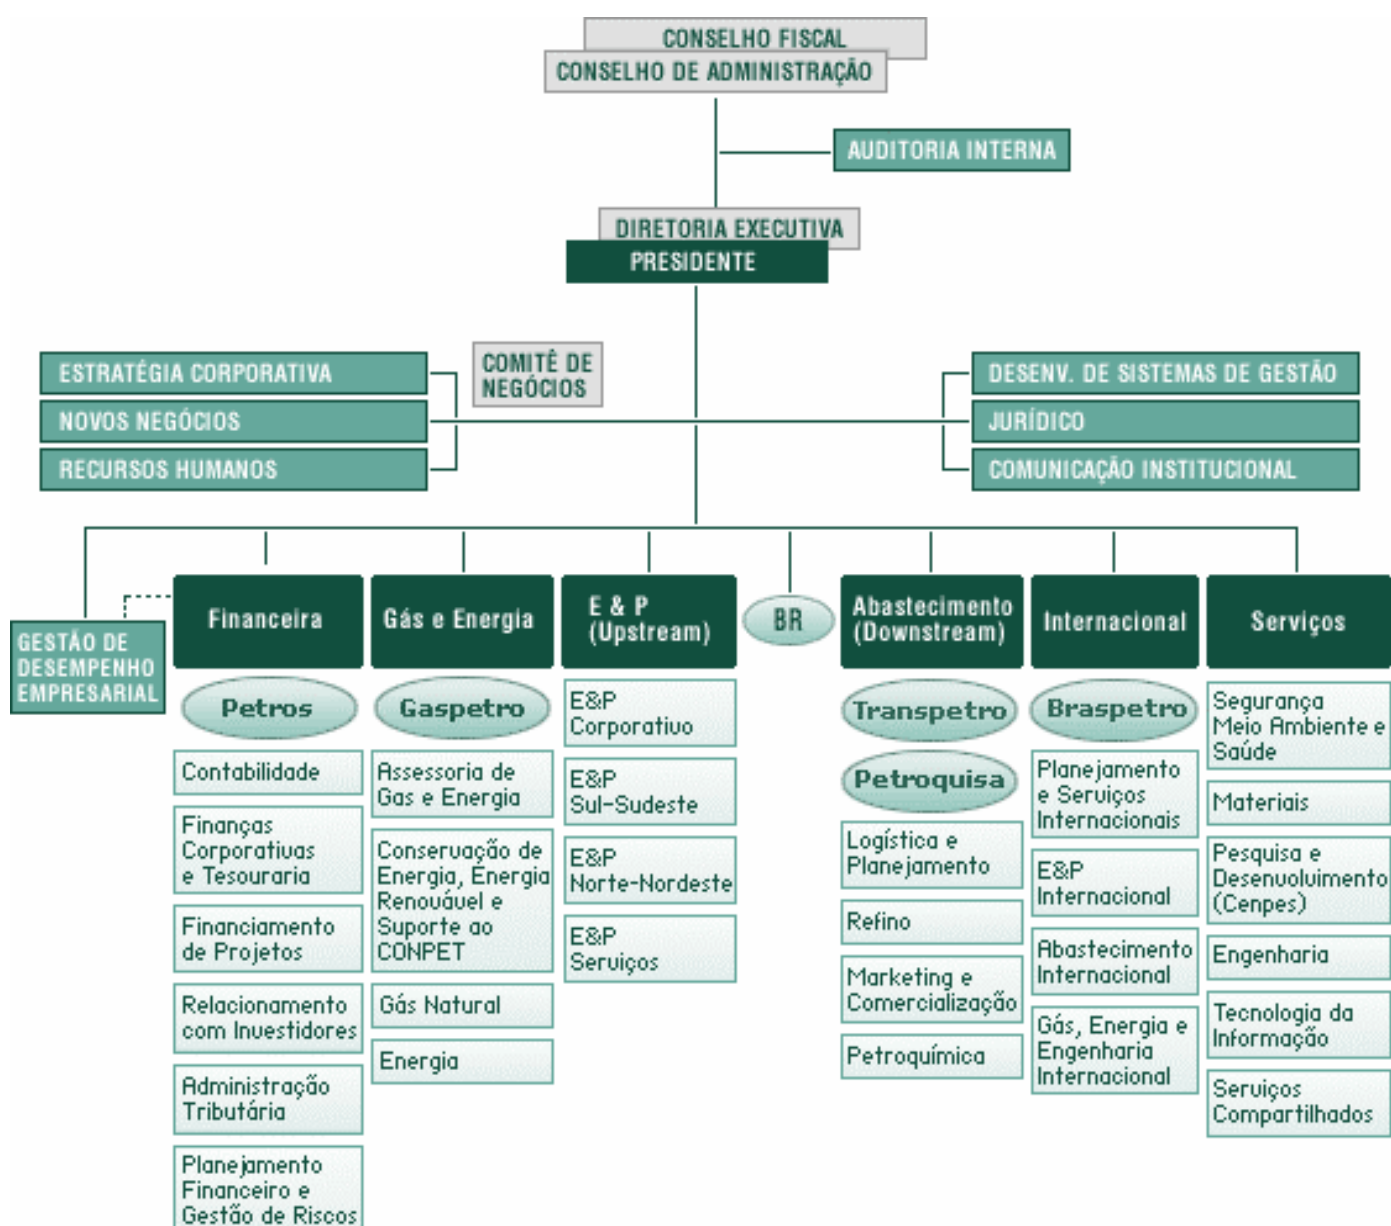 CONSELHO FISCAL
CONSELHO DE ADMINISTRAÇÃO
AUDITORIA INTERNA
DIRETORIA EXECUTIVA
PRESIDENTE
ESTRATÉGIA CORPORATIVA
NOVOS NEGÓCIOS
RECURSOS HUMANOS
COMITÊ DE
NEGÓCIOS
DESENV. DE SISTEMAS DE GESTÃO
JURÍDICO
COMUNICAÇÃO INSTITUCIONAL
GESTÃO DE
DESEMPENHO
EMPRESARIAL
Financeira
Petros
Contabilidade
Finanças
Corporativas
e Tesouraria
Financiamento
de Projetos
Relacionamento
com Investidores
Administração
Tributária
Planejamento
Financeiro e
Gestão de Riscos
Gás e Energia
Gaspetro
Assessoria de
Gas e Energia
Conservação de
Energia, Energia
Renovável e
Suporte ao
CONPET
Gás Natural
Energia
E & P
(Upstream)
E&P
Corporativo
E&P
Sul-Sudeste
E&P
Norte-Nordeste
E&P
Serviços
BR
Abastecimento
(Downstream)
Transpetro
Petroquisa
Logística e
Planejamento
Refino
Marketing e
Comercialização
Petroquímica
Internacional
Braspetro
Planejamento
e Serviços
Internacionais
E&P
Internacional
Abastecimento
Internacional
Gás, Energia e
Engenharia
Internacional
Serviços
Segurança
Meio Ambiente e
Saúde
Materiais
Pesquisa e
Desenvolvimento
(Cenpes)
Engenharia
Tecnologia da
Informação
Serviços
Compartilhados